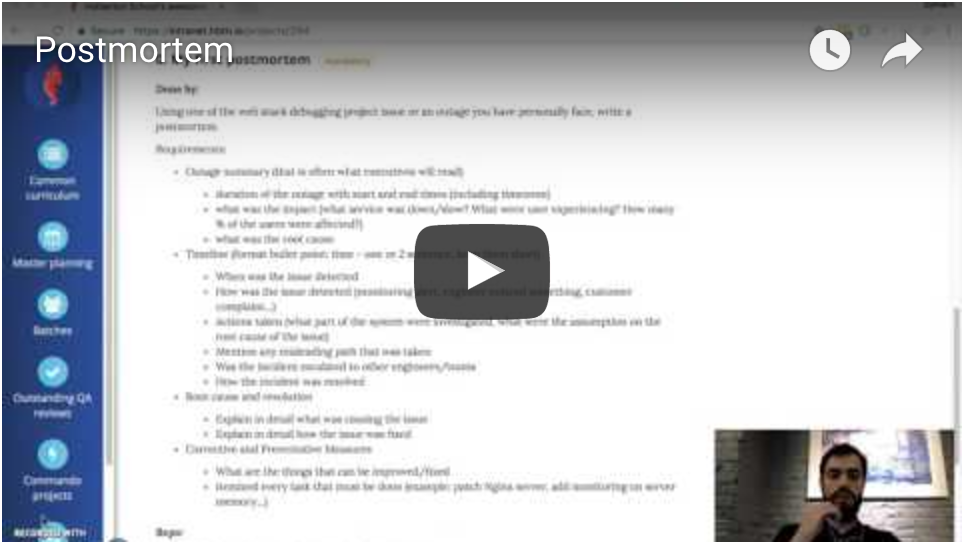 Postmortem
Secure https://intranet.hbtn.io/projects/294
my first postmortem mandatory
Done by:
Using one of the web stack debugging project issue or an outage you have personally face, write a
postmortem.
Requirements:
Outage summary (that is often what executives will read)
duration of the outage with start and end times (including timezone)
what was the impact (what service was down/slow? What were user experiencing? How many
% of the users were affected?)
what was the root cause
Timeline (format bullet point, time - one or 2
When was the issue detected
How was the issue detected (monitoring something, customer
complaint...)
Actions taken (what part of the system were investigated, what were the assumption on the
root cause of the issue)
Mention any misleading path that was taken
Was the incident escalated to other engineers/teams
How the incident was resolved
Root cause and resolution
Explain in detail what was causing the issue
Explain in detail how the issue was fixed
Corrective and Preventative Measures
What are the things that can be improved/fixed
itemized every task that must be done (example: patch Nginx server, add monitoring on server
memory...)
Repo:
Common
curriculum
Master planning
Batches
Outstanding QA
reviews
Commando
projects
RECORDED WITH